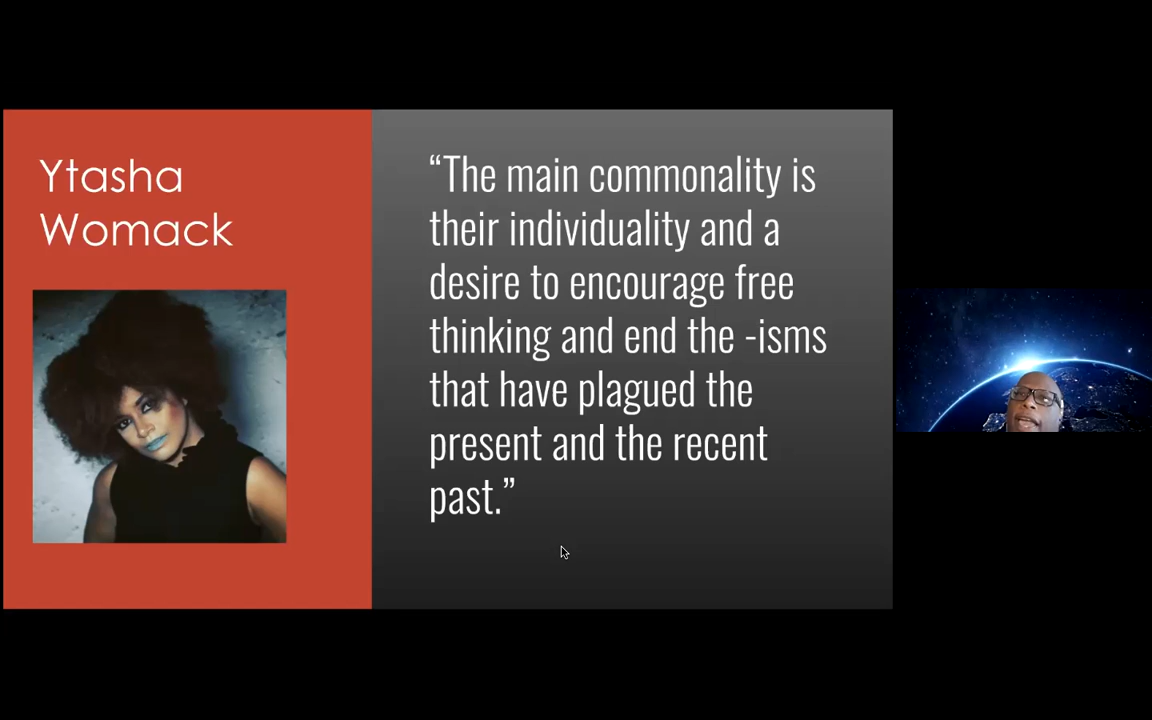 Ytasha
Womack
“The main commonality is
their individuality and a
desire to encourage free
thinking and end the -isms
that have plagued the
present and the recent
past.”